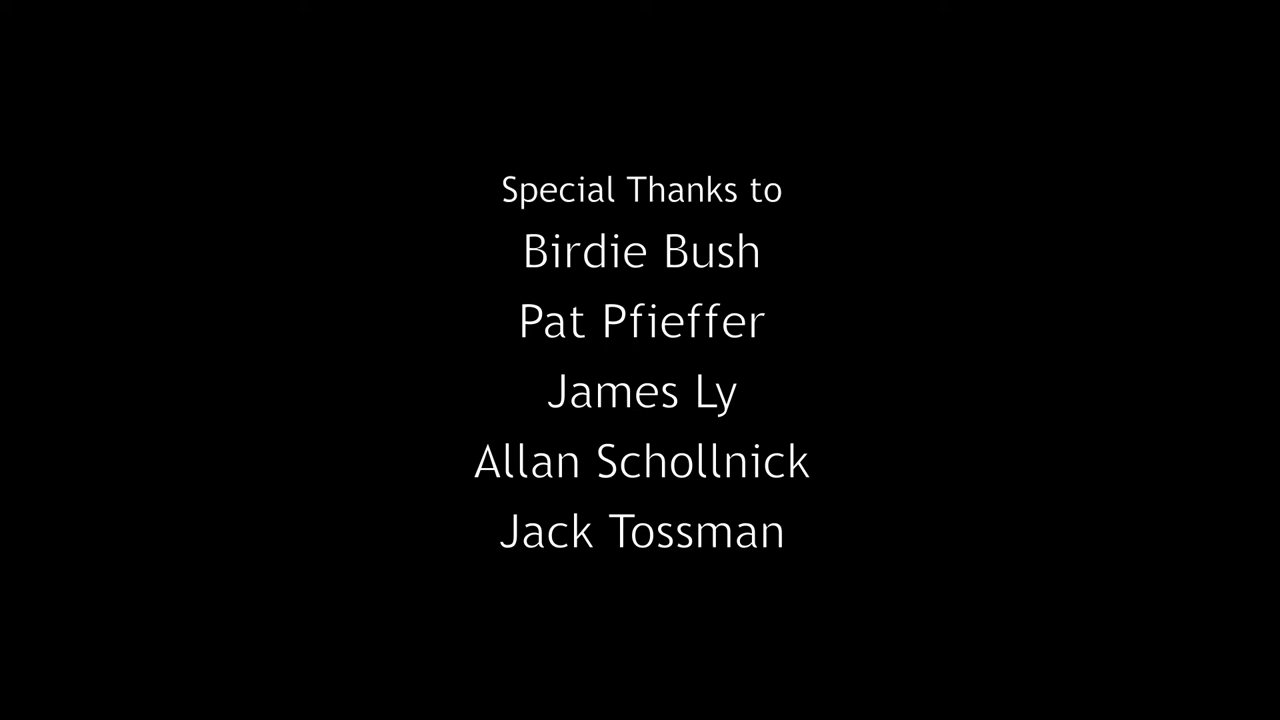 Special Thanks to
Birdie Bush
Pat Pfieffer
James Ly
Allan Schollnick
Jack Tossman